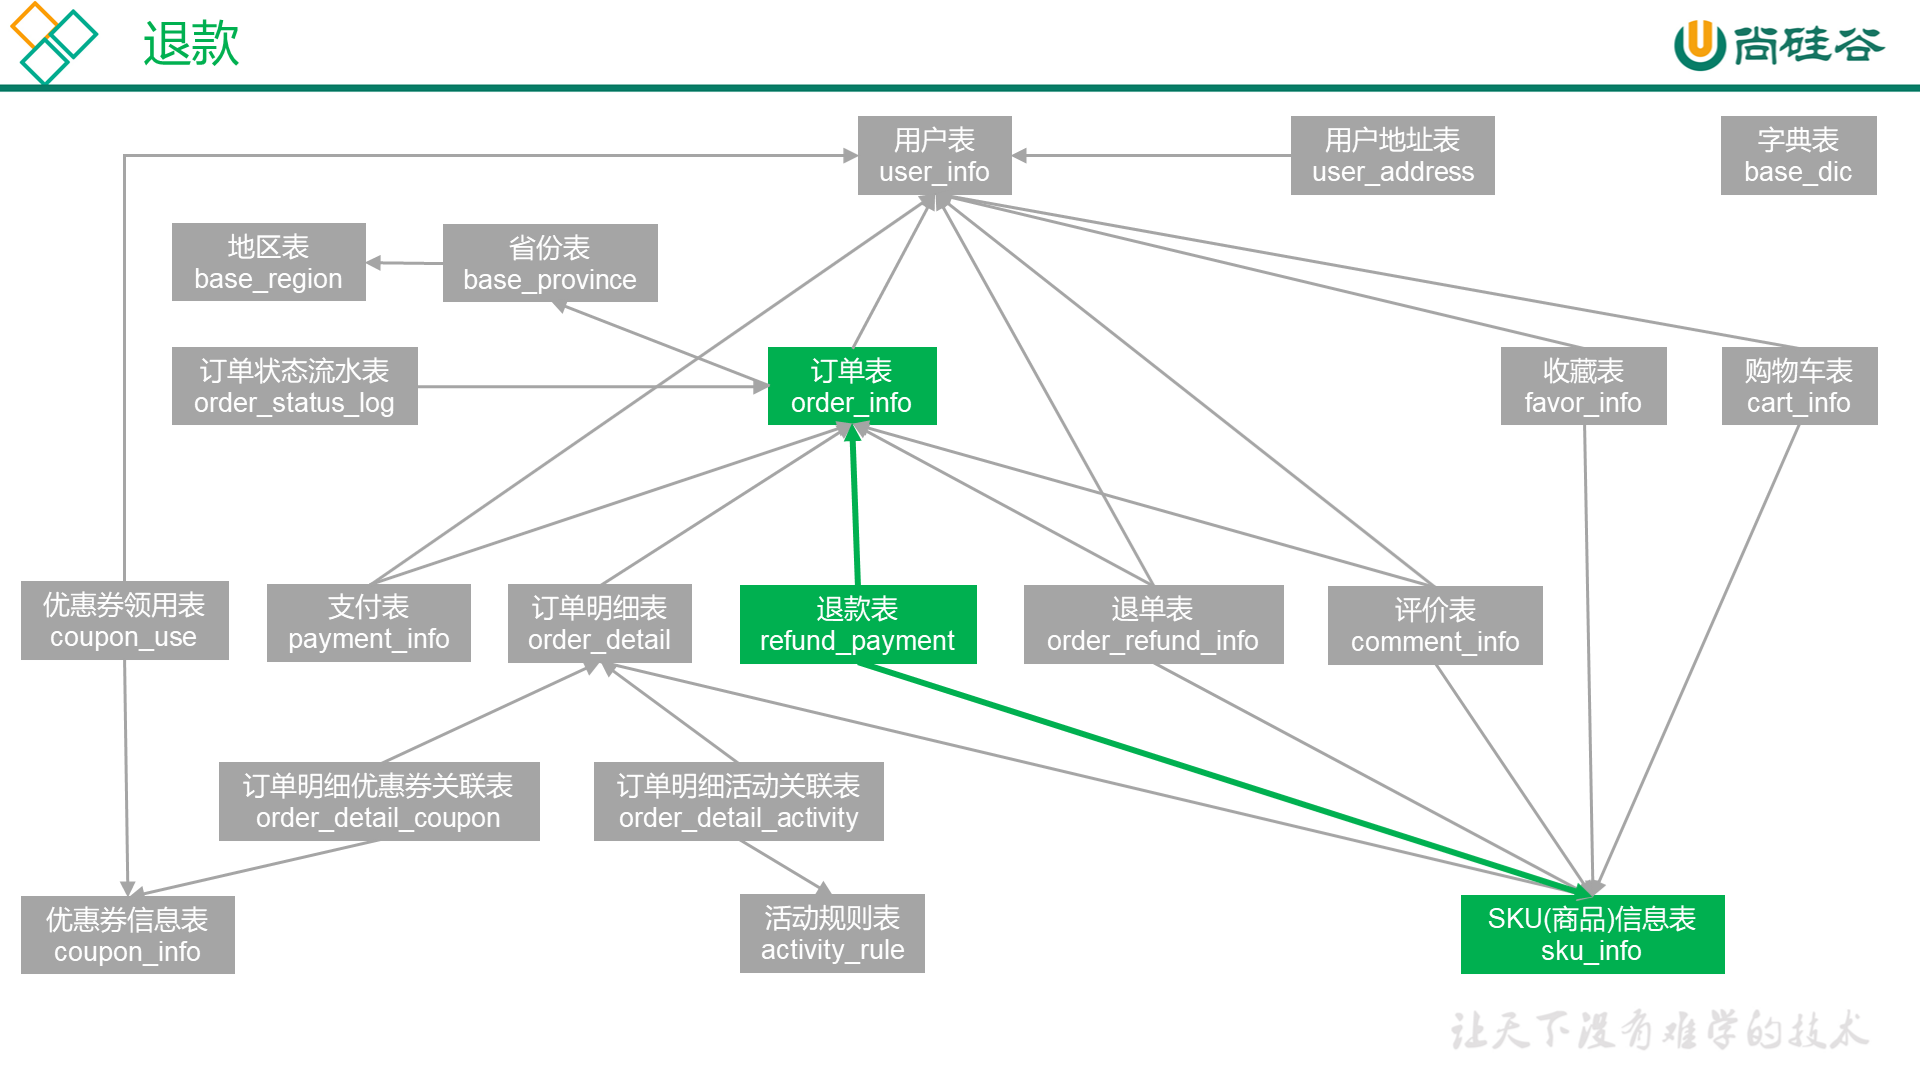 退款
尚硅谷
用户表
user_info
用户地址表
user_address
字典表
base_dic
地区表
base_region
省份表
base_province
订单状态流水表
order_status_log
订单表
order_info
收藏表
favor_info
购物车表
cart_info
优惠券领用表
coupon_use
支付表
payment_info
订单明细表
order_detail
退款表
refund_payment
退单表
order_refund_info
评价表
comment_info
订单明细优惠券关联表
order_detail_coupon
订单明细活动关联表
order_detail_activity
优惠券信息表
coupon_info
活动规则表
activity_rule
SKU(商品)信息表
sku_info
让天下没有难学的技术